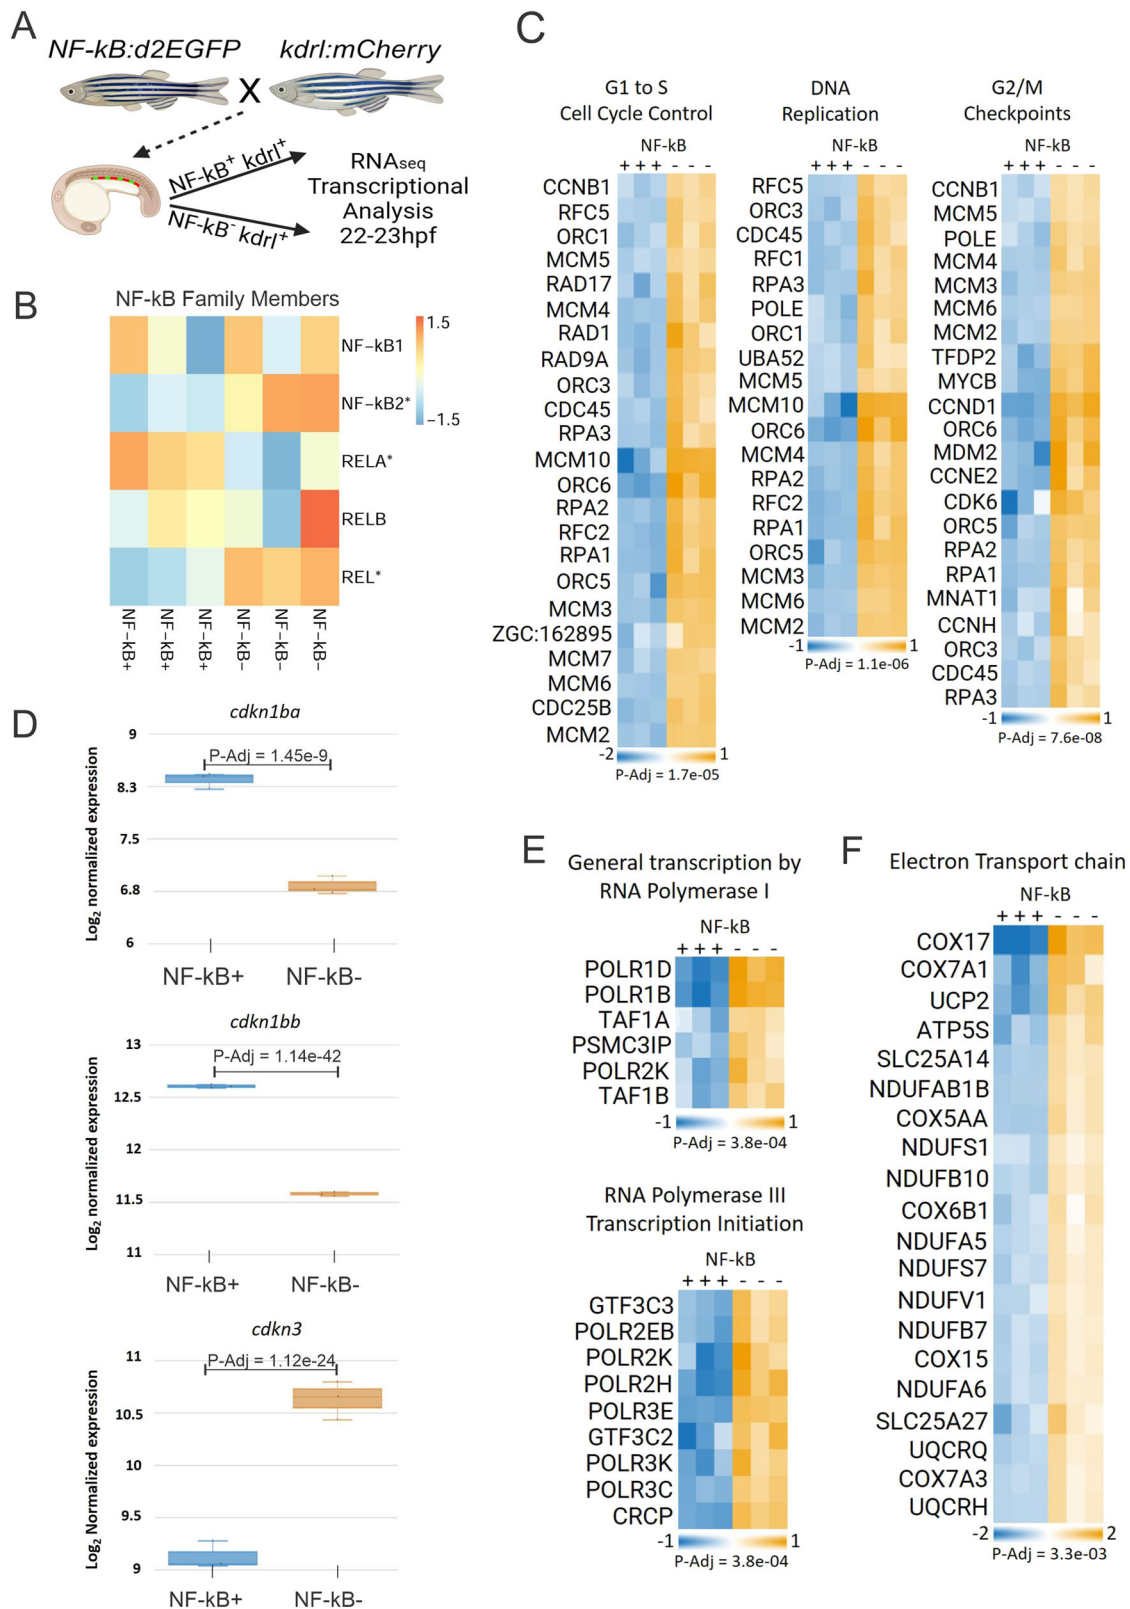 A
NF-kB:d2EGFP
kdrl:mCherry
X
NF-kB+ kdrl+
NF-kB- kdrl+
RNAseq
Transcriptional
Analysis
22-23hpf
B
NF-kB Family Members
NF-kB1
NF-kB2*
RELA*
RELB
REL*
1.5
-1.5
NF-kB+
NF-kB+
NF-kB+
NF-kB-
NF-kB-
NF-kB-
C
G1 to S
Cell Cycle Control
NF-kB
+ + + - - -
CCNB1
RFC5
ORC1
MCM5
RAD17
MCM4
RAD1
RAD9A
ORC3
CDC45
RPA3
MCM10
ORC6
RPA2
RFC2
RPA1
ORC5
MCM3
ZGC:162895
MCM7
MCM6
CDC25B
MCM2
-2 1
P-Adj = 1.7e-05
DNA
Replication
NF-kB
+ + + - - -
RFC5
ORC3
CDC45
RFC1
RPA3
POLE
ORC1
UBA52
MCM5
MCM10
ORC6
MCM4
RPA2
RFC2
RPA1
ORC5
MCM3
MCM6
MCM2
-1 1
P-Adj = 1.1e-06
G2/M
Checkpoints
NF-kB
+ + + - - -
CCNB1
MCM5
POLE
MCM4
MCM3
MCM6
MCM2
TFDP2
MYCB
CCND1
ORC6
MDM2
CCNE2
CDK6
ORC5
RPA2
RPA1
MNAT1
CCNH
ORC3
CDC45
RPA3
-1 1
P-Adj = 7.6e-08
D
cdkn1ba
Log2 normalized expression
9
8.3
7.5
6.8
6
P-Adj = 1.45e-9
NF-kB+ NF-kB-
cdkn1bb
Log2 normalized expression
13
12.5
12
11.5
11
P-Adj = 1.14e-42
NF-kB+ NF-kB-
cdkn3
Log2 Normalized expression
11
10.5
10
9.5
9
P-Adj = 1.12e-24
NF-kB+ NF-kB-
E
General transcription by
RNA Polymerase I
NF-kB
+ + + - - -
POLR1D
POLR1B
TAF1A
PSMC3IP
POLR2K
TAF1B
-1 1
P-Adj = 3.8e-04
RNA Polymerase III
Transcription Initiation
NF-kB
+ + + - - -
GTF3C3
POLR2EB
POLR2K
POLR2H
POLR3E
GTF3C2
POLR3K
POLR3C
CRCP
-1 1
P-Adj = 3.8e-04
F
Electron Transport chain
NF-kB
+ + + - - -
COX17
COX7A1
UCP2
ATP5S
SLC25A14
NDUFAB1B
COX5AA
NDUFS1
NDUFB10
COX6B1
NDUFA5
NDUFS7
NDUFV1
NDUFB7
COX15
NDUFA6
SLC25A27
UQCRQ
COX7A3
UQCRH
-2 2
P-Adj = 3.3e-03